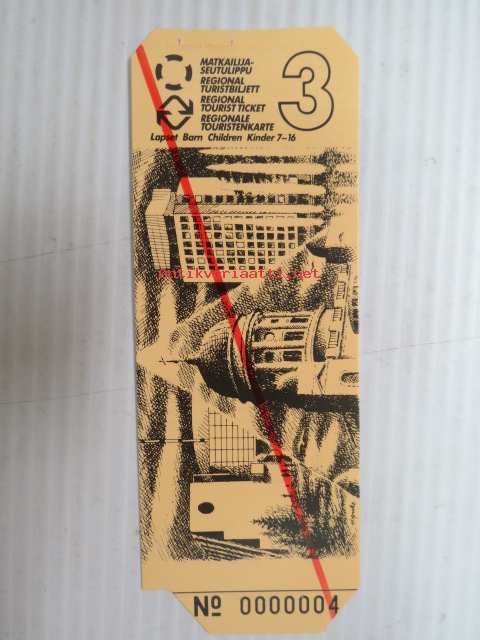 MATKAILIJA-
SEUTULIPPU
REGIONAL
TURISTBILJETT
REGIONAL
TOURIST TICKET
REGIONALE
TOURISTENKARTE
3
Lapset Barn Children Kinder 7–16
antikvariaatti.net
Nº 0000004